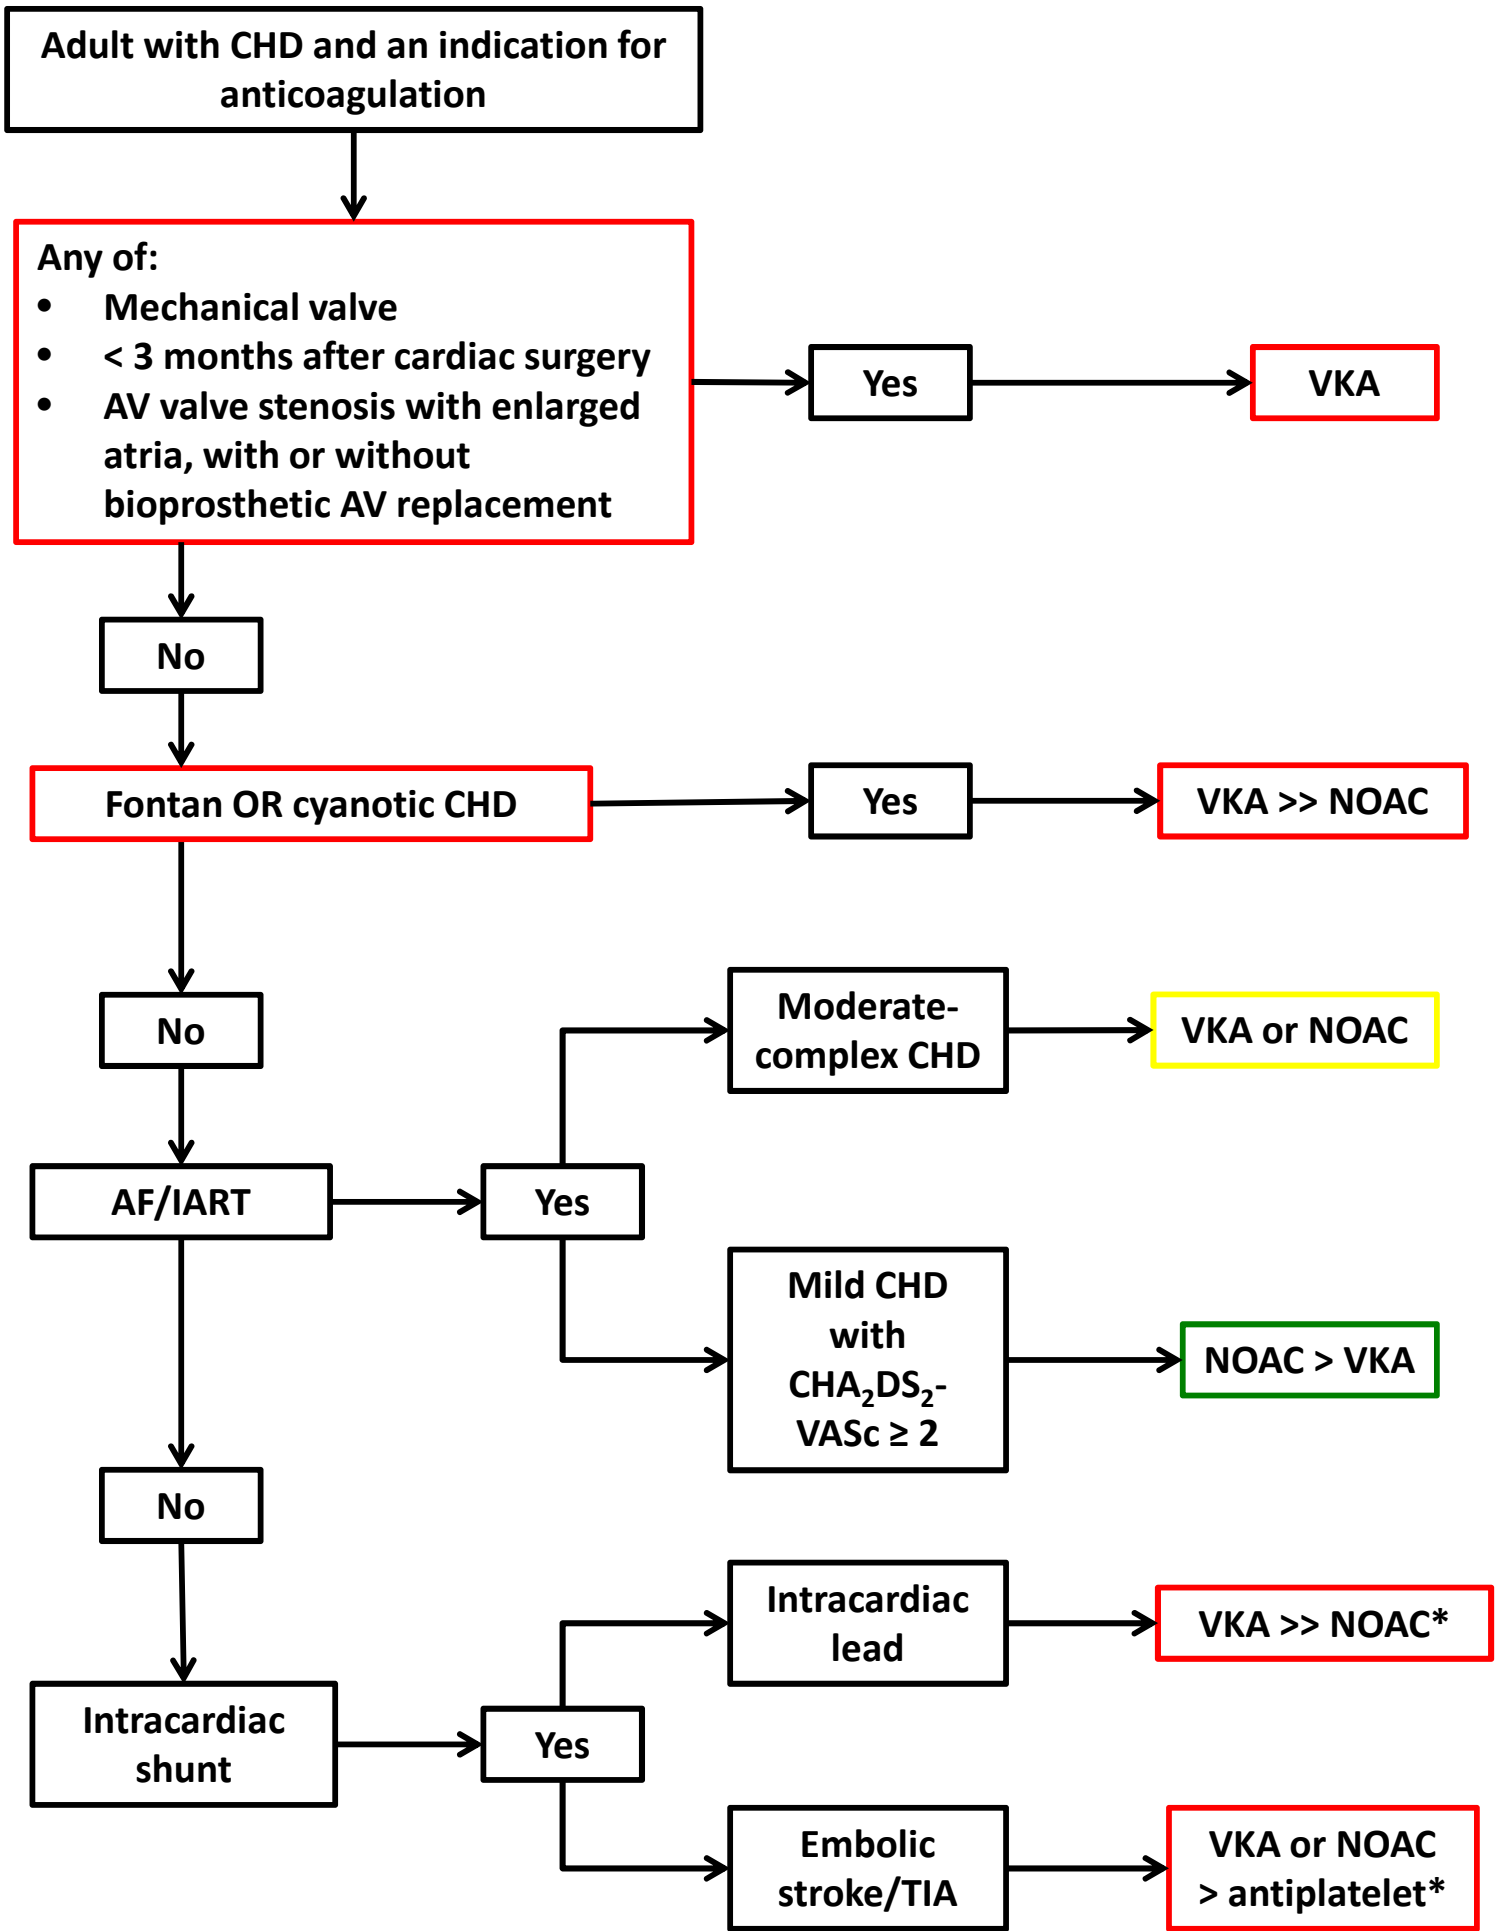 Adult with CHD and an indication for
anticoagulation
Any of:
• Mechanical valve
• < 3 months after cardiac surgery
• AV valve stenosis with enlarged
atria, with or without
bioprosthetic AV replacement
Yes
VKA
No
Fontan OR cyanotic CHD
Yes
VKA >> NOAC
No
Moderate-
complex CHD
VKA or NOAC
AF/IART
Yes
Mild CHD
with
CHA₂DS₂-
VASc ≥ 2
NOAC > VKA
No
Intracardiac
lead
VKA >> NOAC*
Intracardiac
shunt
Yes
Embolic
stroke/TIA
VKA or NOAC
> antiplatelet*